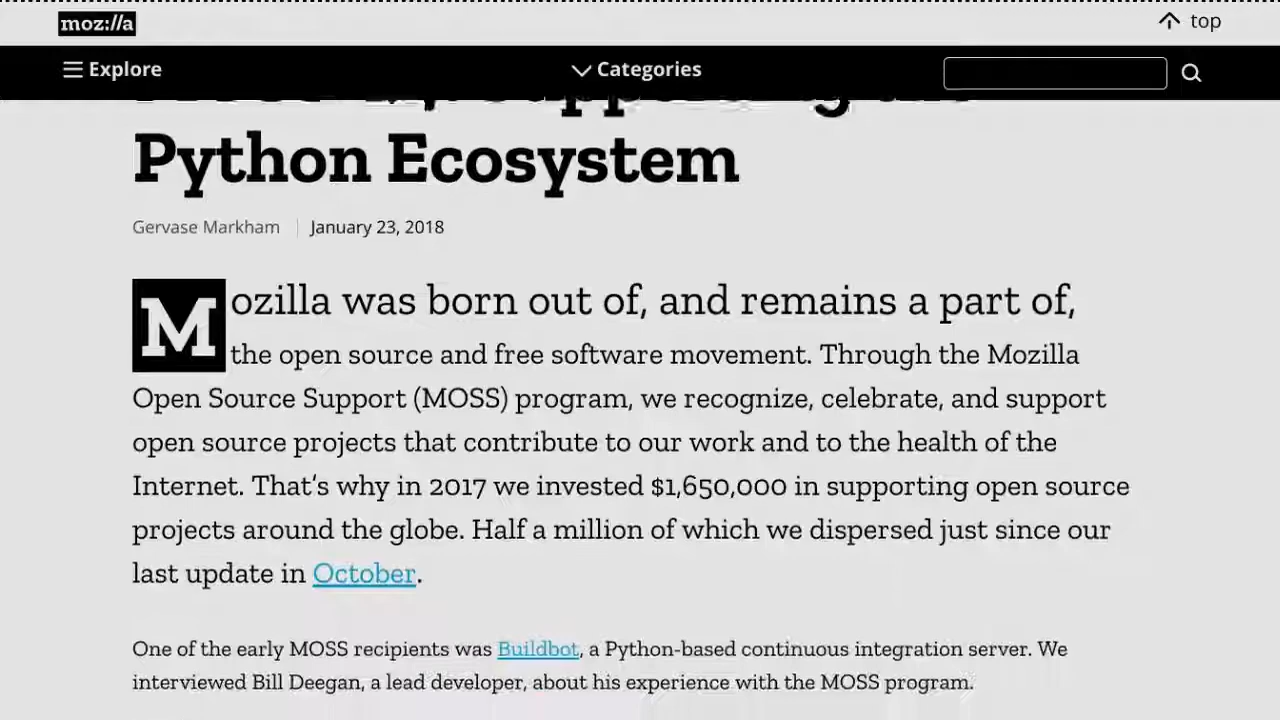 moz://a
top
Explore
Categories
Python Ecosystem
Gervase Markham
January 23, 2018
Mozilla was born out of, and remains a part of,
the open source and free software movement. Through the Mozilla
Open Source Support (MOSS) program, we recognize, celebrate, and support
open source projects that contribute to our work and to the health of the
Internet. That's why in 2017 we invested $1,650,000 in supporting open source
projects around the globe. Half a million of which we dispersed just since our
last update in October.
One of the early MOSS recipients was Buildbot, a Python-based continuous integration server. We
interviewed Bill Deegan, a lead developer, about his experience with the MOSS program.